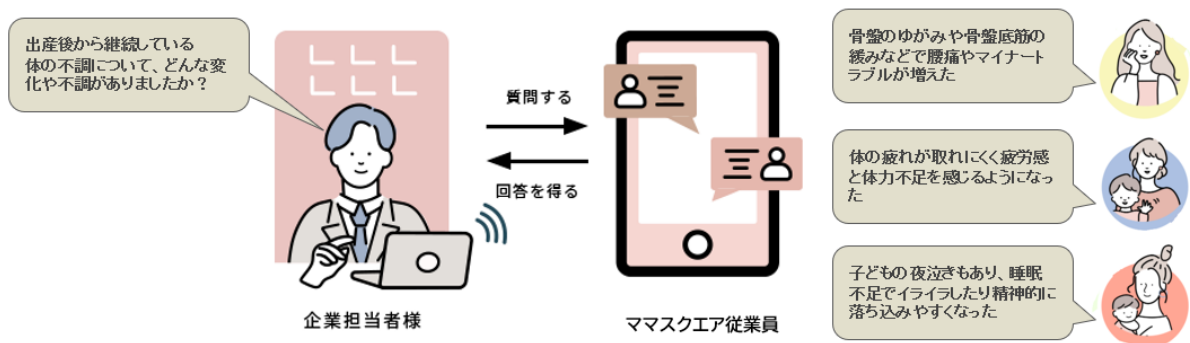 出産後から継続している
体の不調について、どんな変
化や不調がありましたか？
企業担当者様
質問する
回答を得る
ママスクエア従業員
骨盤のゆがみや骨盤底筋の
緩みなどで腰痛やマイナート
ラブルが増えた
体の疲れが取れにくく疲労感
と体力不足を感じるようになっ
た
子どもの夜泣きもあり、睡眠
不足でイライラしたり精神的に
落ち込みやすくなった